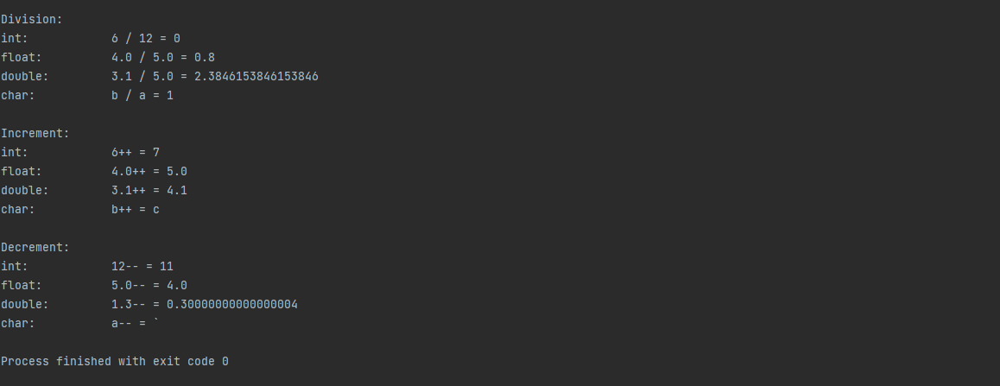 Division:
int:            6 / 12 = 0
float:          4.0 / 5.0 = 0.8
double:         3.1 / 5.0 = 2.3846153846153846
char:           b / a = 1

Increment:
int:            6++ = 7
float:          4.0++ = 5.0
double:         3.1++ = 4.1
char:           b++ = c

Decrement:
int:            12-- = 11
float:          5.0-- = 4.0
double:         1.3-- = 0.30000000000000004
char:           a-- = `

Process finished with exit code 0